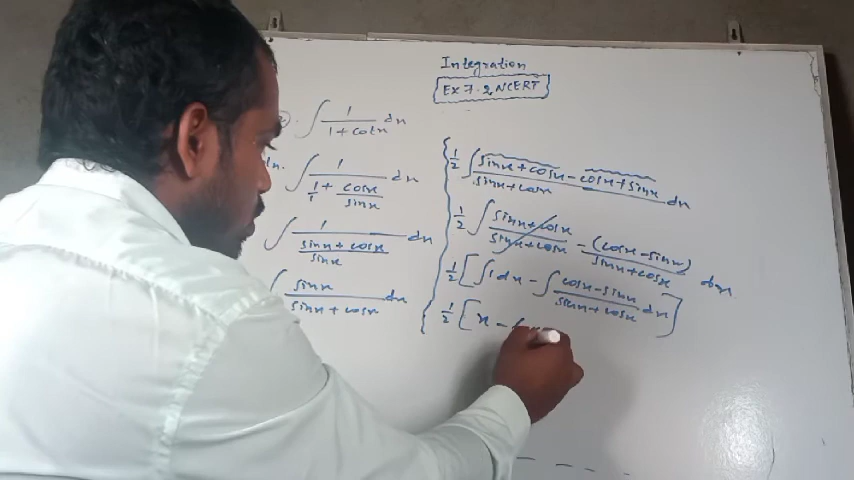 Integration
Ex 7.2 NCERT
∫ 1/(1 + cotx) dx
ln. ∫ 1/(1/1 + cosx/sinx) dx
∫ 1/((sinx + cosx)/sinx) dx
∫ sinx/(sinx + cosx) dx
1/2 ∫ (sinx + cosx - cosx + sinx)/(sinx + cosx) dx
1/2 ∫ (sinx + cosx)/(sinx + cosx) - (cosx - sinx)/(sinx + cosx) dx
1/2 [∫ 1 dx - ∫ (cosx - sinx)/(sinx + cosx) dx]
1/2 [x -